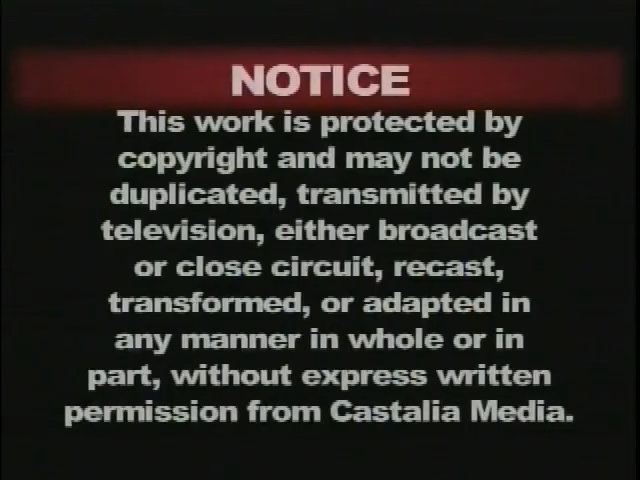 NOTICE
This work is protected by
copyright and may not be
duplicated, transmitted by
television, either broadcast
or close circuit, recast,
transformed, or adapted in
any manner in whole or in
part, without express written
permission from Castalia Media.